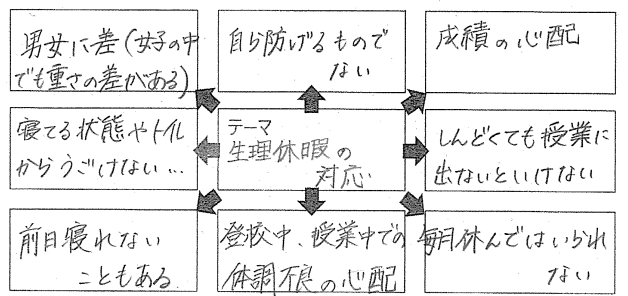 男女に差(女子の中
でも重さの差がある)
自ら防げるもので
ない
成績の心配
寝てる状態やトイレ
からうごけない…
テーマ
生理休暇の
対応
しんどくても授業に
出ないといけない
前日寝れない
こともある
登校中、授業中での
体調不良の心配
毎月休んではいられ
ない